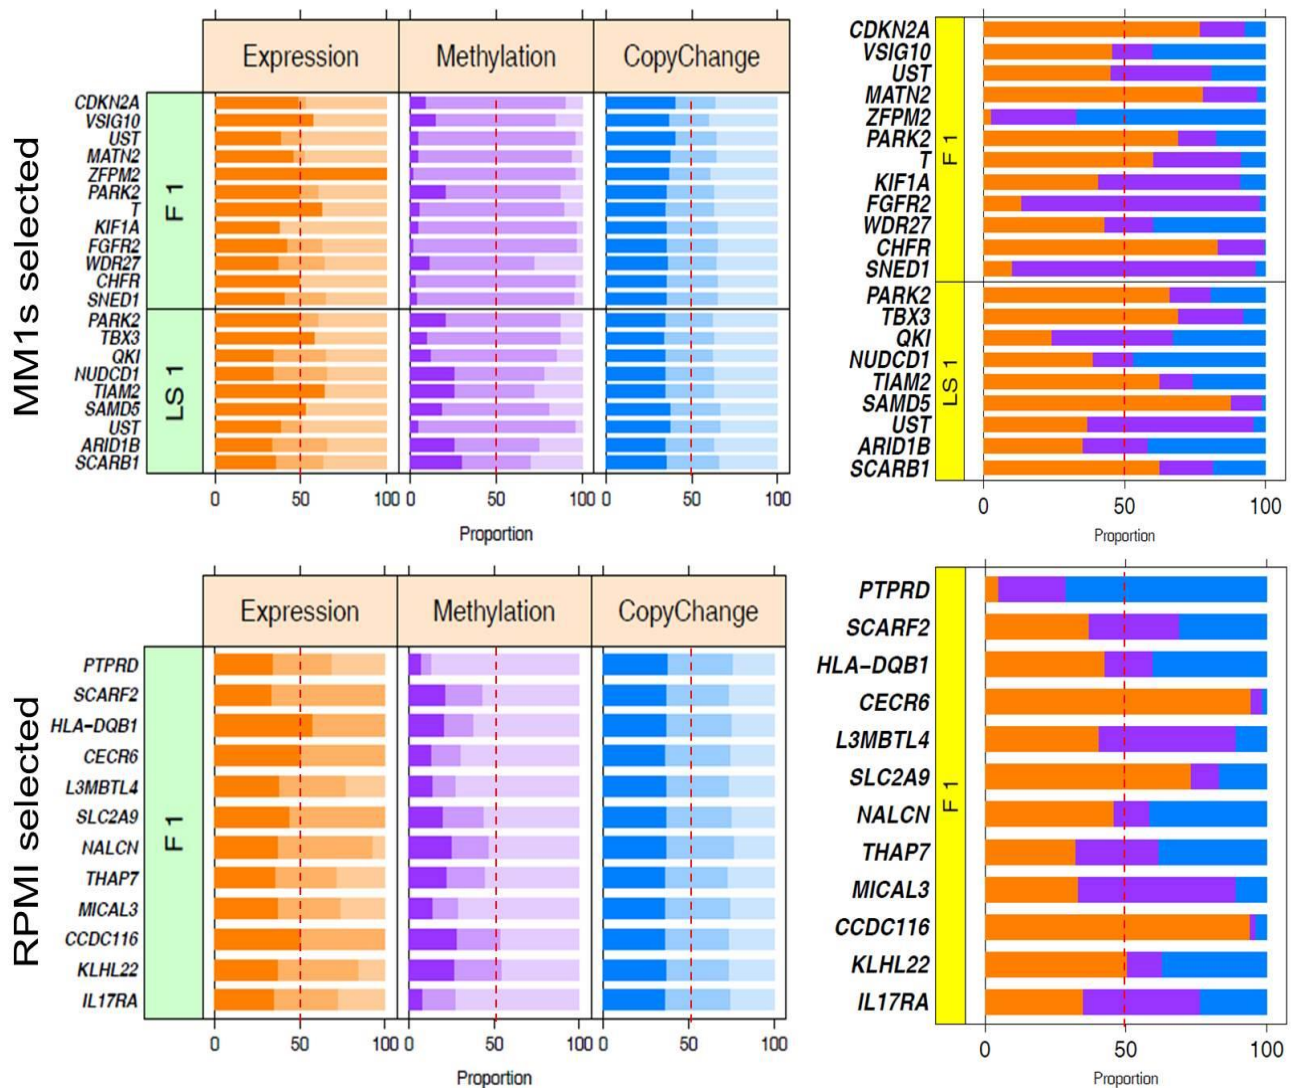 MM1s selected
Expression Methylation CopyChange
F 1
CDKN2A
VSIG10
UST
MATN2
ZFPM2
PARK2
T
KIF1A
FGFR2
WDR27
CHFR
SNED1
LS 1
PARK2
TBX3
QKI
NUDCD1
TIAM2
SAMD5
UST
ARID1B
SCARB1
0 50 100 0 50 100 0 50 100
Proportion
F 1
CDKN2A
VSIG10
UST
MATN2
ZFPM2
PARK2
T
KIF1A
FGFR2
WDR27
CHFR
SNED1
LS 1
PARK2
TBX3
QKI
NUDCD1
TIAM2
SAMD5
UST
ARID1B
SCARB1
0 50 100
Proportion
RPMI selected
Expression Methylation CopyChange
F 1
PTPRD
SCARF2
HLA-DQB1
CECR6
L3MBTL4
SLC2A9
NALCN
THAP7
MICAL3
CCDC116
KLHL22
IL17RA
0 50 100 0 50 100 0 50 100
Proportion
F 1
PTPRD
SCARF2
HLA-DQB1
CECR6
L3MBTL4
SLC2A9
NALCN
THAP7
MICAL3
CCDC116
KLHL22
IL17RA
0 50 100
Proportion